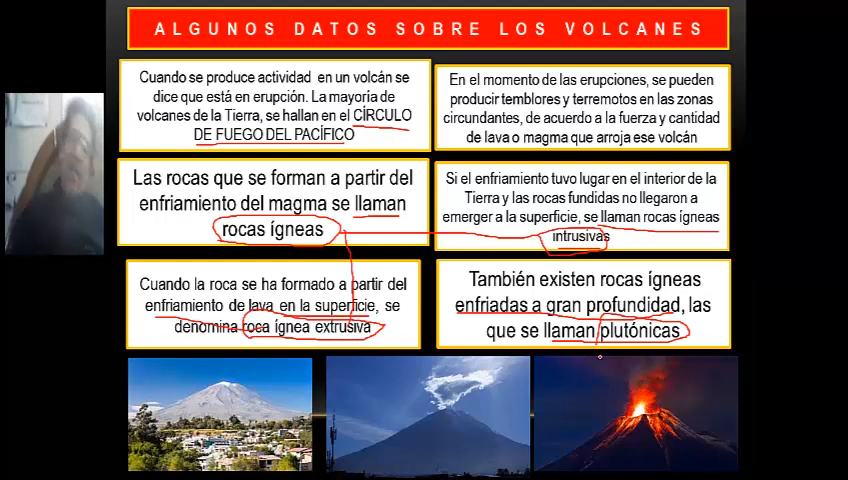 ALGUNOS DATOS SOBRE LOS VOLCANES
Cuando se produce actividad en un volcán se
dice que está en erupción. La mayoría de
volcanes de la Tierra, se hallan en el CÍRCULO
DE FUEGO DEL PACÍFICO
En el momento de las erupciones, se pueden
producir temblores y terremotos en las zonas
circundantes, de acuerdo a la fuerza y cantidad
de lava o magma que arroja ese volcán
Las rocas que se forman a partir del
enfriamiento del magma se llaman
rocas ígneas
Si el enfriamiento tuvo lugar en el interior de la
Tierra y las rocas fundidas no llegaron a
emerger a la superficie, se llaman rocas ígneas
intrusivas
Cuando la roca se ha formado a partir del
enfriamiento de lava en la superficie, se
denomina roca ígnea extrusiva
También existen rocas ígneas
enfriadas a gran profundidad, las
que se llaman plutónicas